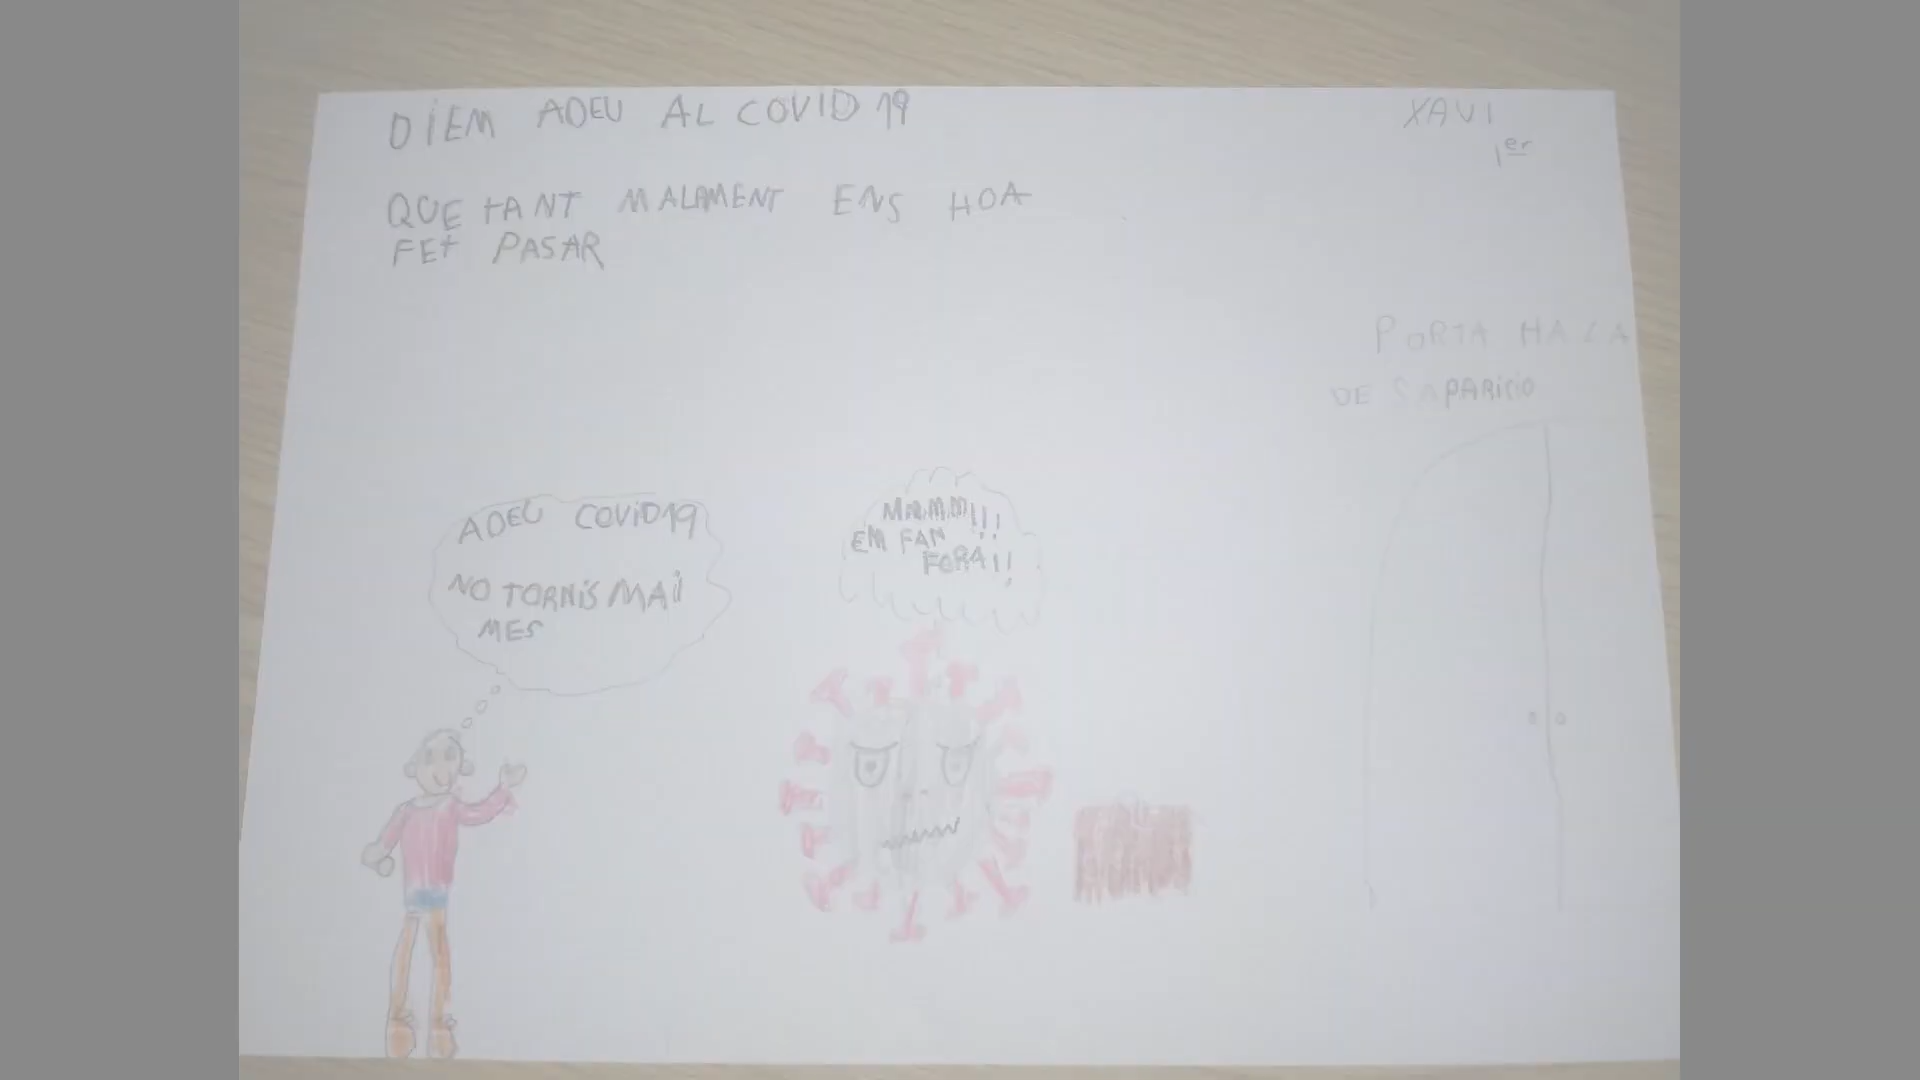 DIEM ADEU AL COVID 19
XAVI
1er
QUE TANT MALAMENT ENS HOA
FET PASAR
PORTA HACA
DE SAPARICIO
ADEU COVID19
NO TORNIS MAI
MES
MMMM!!!
EM FAN
FORA!!